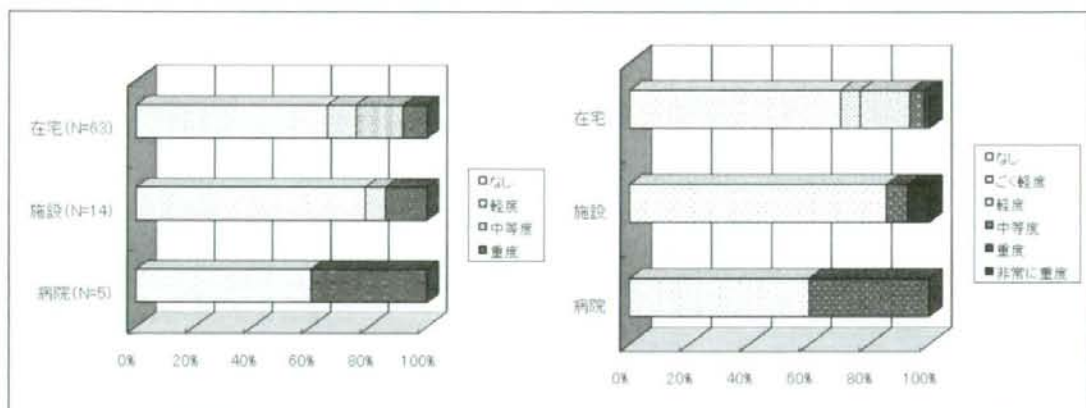 在宅(N=63)
施設(N=14)
病院(N=5)
0% 20% 40% 60% 80% 100%
なし
軽度
中等度
重度
在宅
施設
病院
0% 20% 40% 60% 80% 100%
なし
ごく軽度
軽度
中等度
重度
非常に重度